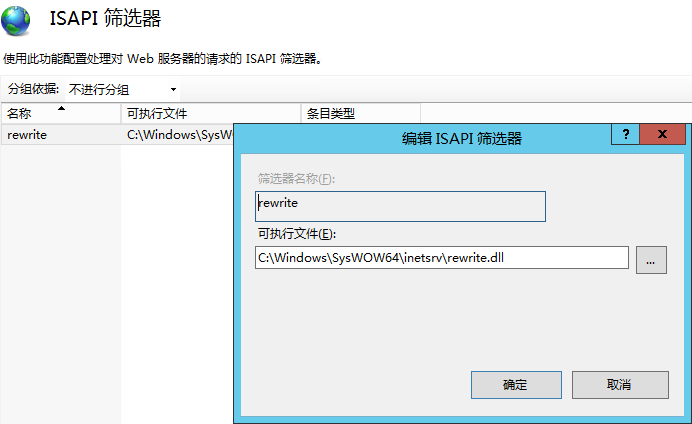 ISAPI 筛选器
使用此功能配置处理对 Web 服务器的请求的 ISAPI 筛选器。
分组依据: 不进行分组
名称 可执行文件 条目类型
rewrite C:\Windows\SysWO
编辑 ISAPI 筛选器 ? x
筛选器名称(F):
rewrite
可执行文件(E):
C:\Windows\SysWOW64\inetsrv\rewrite.dll ...
确定 取消